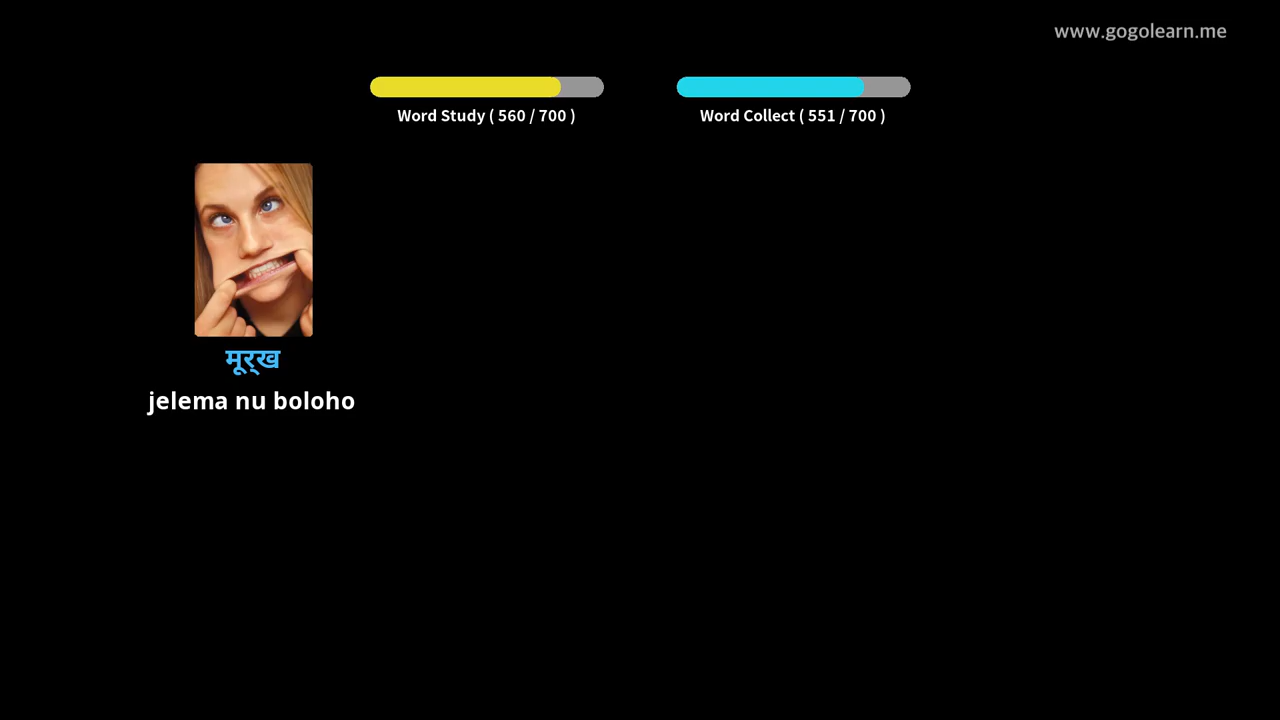 www.gogolearn.me
Word Study ( 560 / 700 )
Word Collect ( 551 / 700 )
मूर्ख
jelema nu boloho